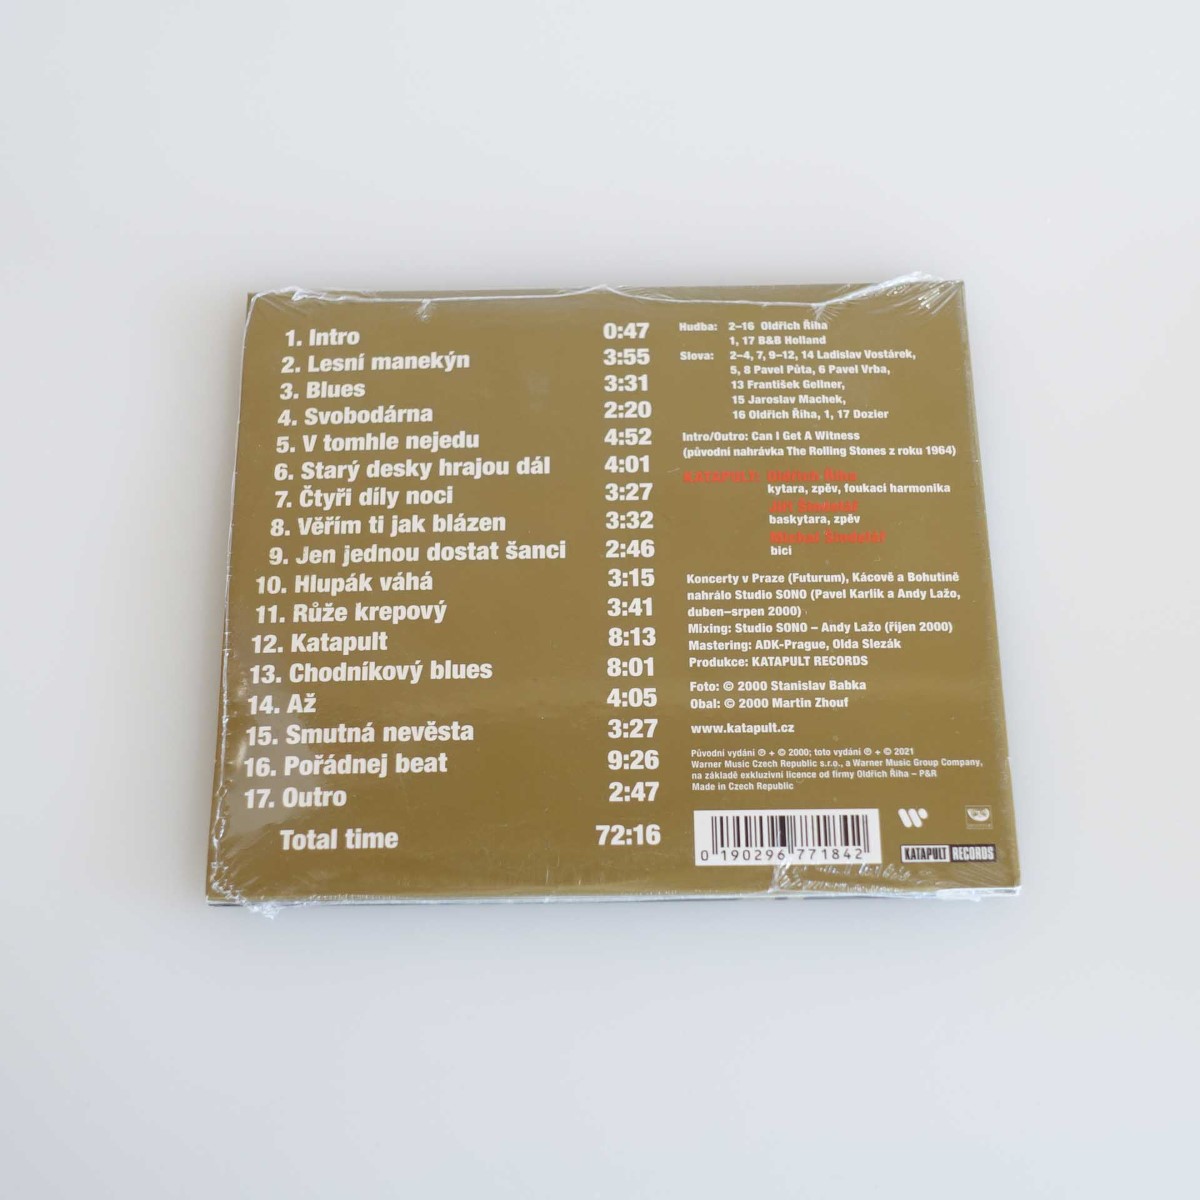 1. Intro 0:47
2. Lesní manekýn 3:55
3. Blues 3:31
4. Svobodárna 2:20
5. V tomhle nejedu 4:52
6. Starý desky hrajou dál 4:01
7. Čtyři díly noci 3:27
8. Věřím ti jak blázen 3:32
9. Jen jednou dostat šanci 2:46
10. Hlupák váhá 3:15
11. Růže krepový 3:41
12. Katapult 8:13
13. Chodníkový blues 8:01
14. Až 4:05
15. Smutná nevěsta 3:27
16. Pořádnej beat 9:26
17. Outro 2:47
Total time 72:16
Hudba: 2–16 Oldřich Říha
1, 17 B&B Holland
Slova: 2–4, 7, 9–12, 14 Ladislav Vostárek,
5, 8 Pavel Půta, 6 Pavel Vrba,
13 František Gellner,
15 Jaroslav Machek,
16 Oldřich Říha, 1, 17 Dozier
Intro/Outro: Can I Get A Witness
(původní nahrávka The Rolling Stones z roku 1964)
KATAPULT: Oldřich Říha
kytara, zpěv, foukací harmonika
Jiří Šindelář
baskytara, zpěv
Michal Šindelář
bicí
Koncerty v Praze (Futurum), Kácově a Bohutíně
nahrálo Studio SONO (Pavel Karlík a Andy Lažo,
duben–srpen 2000)
Mixing: Studio SONO – Andy Lažo (říjen 2000)
Mastering: ADK-Prague, Olda Slezák
Produkce: KATAPULT RECORDS
Foto: © 2000 Stanislav Babka
Obal: © 2000 Martin Zhouf
www.katapult.cz
Původní vydání ℗ + © 2000; toto vydání ℗ + © 2021
Warner Music Czech Republic s.r.o., a Warner Music Group Company,
na základě exkluzivní licence od firmy Oldřich Říha – P&R
Made in Czech Republic
0 190296 771842
KATAPULT RECORDS